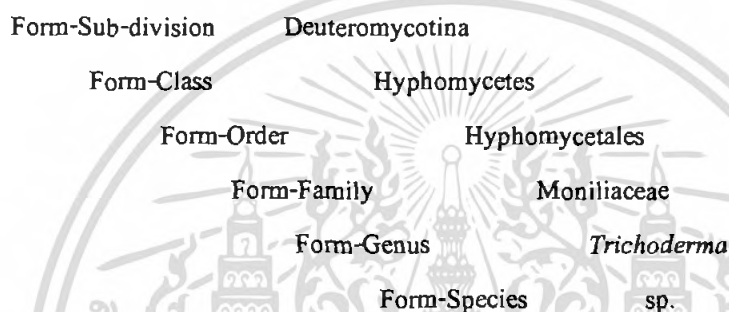 Form-Sub-division Deuteromycotina
Form-Class Hyphomycetes
Form-Order Hyphomycetales
Form-Family Moniliaceae
Form-Genus Trichoderma
Form-Species sp.